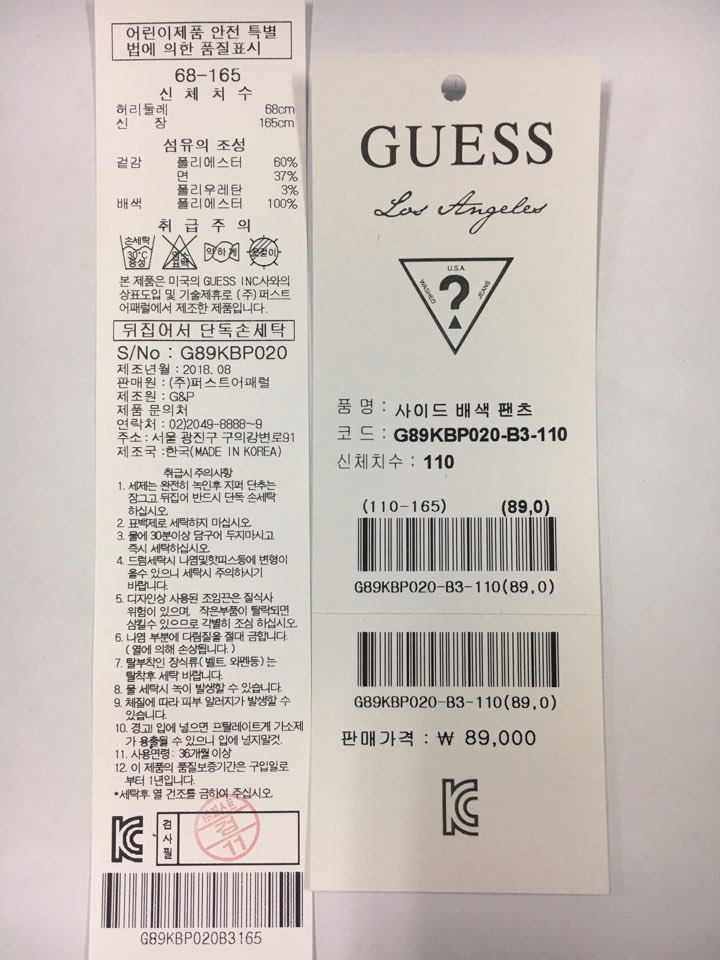 어린이제품 안전 특별
법에 의한 품질표시
68-165
신 체 치 수
허리둘레 68cm
신 장 165cm
섬유의 조성
겉감 폴리에스터 60%
면 37%
폴리우레탄 3%
배색 폴리에스터 100%
취 급 주 의
손세탁 30°C 중성
염소 표백
약하게
옷걸이
본 제품은 미국의 GUESS INC사와의
상표도입 및 기술제휴로 (주)퍼스트
어패럴에서 제조한 제품입니다.
뒤집어서 단독손세탁
S/No : G89KBP020
제조년월 : 2018. 08
판매원 : (주)퍼스트어패럴
제조원 : G&P
제품 문의처
연락처 : 02)2049-8888~9
주소 : 서울 광진구 구의강변로91
제조국 :한국(MADE IN KOREA)
취급시 주의사항
1. 세제는 완전히 녹인후 지퍼 단추는
잠그고 뒤집어 반드시 단독 손세탁
하십시오.
2. 표백제로 세탁하지 마십시오.
3. 물에 30분이상 담구어 두지마시고
즉시 세탁하십시오.
4. 드럼세탁시 나염및핫피스등에 변형이
올수 있으니 세탁시 주의하시기
바랍니다.
5. 디자인상 사용된 조임끈은 질식사
위험이 있으며, 작은부품이 탈락되면
삼킬수 있으므로 각별히 조심 하십시오.
6. 나염 부분에 다림질을 절대 금합니다.
(열에 의해 손상됩니다.)
7. 탈부착인 장식류(벨트, 와펜등)는
탈착후 세탁 바랍니다.
8. 물 세탁시 녹이 발생할 수 있습니다.
9. 체질에 따라 피부 알러지가 발생할 수
있습니다.
10. 경고! 입에 넣으면 프탈레이트계 가소제
가 용출될 수 있으니 입에 넣지말것.
11. 사용연령: 36개월 이상
12. 이 제품의 품질보증기간은 구입일로
부터 1년입니다.
*세탁후 열 건조를 금하여 주십시오.
검사필
검
11
G89KBP020B3165
GUESS
Los Angeles
U.S.A.
WASHED
?
JEANS
품 명 : 사이드 배색 팬츠
코 드 : G89KBP020-B3-110
신체치수 : 110
(110-165) (89,0)
G89KBP020-B3-110(89,0)
G89KBP020-B3-110(89,0)
판매가격 : ₩ 89,000